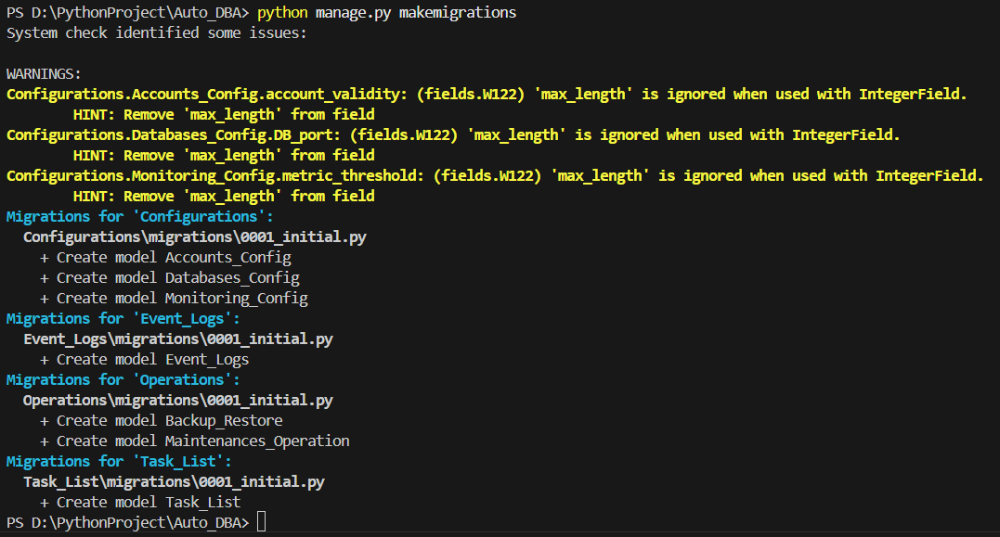 PS D:\PythonProject\Auto_DBA> python manage.py makemigrations
System check identified some issues:
WARNINGS:
Configurations.Accounts_Config.account_validity: (fields.W122) 'max_length' is ignored when used with IntegerField.
HINT: Remove 'max_length' from field
Configurations.Databases_Config.DB_port: (fields.W122) 'max_length' is ignored when used with IntegerField.
HINT: Remove 'max_length' from field
Configurations.Monitoring_Config.metric_threshold: (fields.W122) 'max_length' is ignored when used with IntegerField.
HINT: Remove 'max_length' from field
Migrations for 'Configurations':
Configurations\migrations\0001_initial.py
+ Create model Accounts_Config
+ Create model Databases_Config
+ Create model Monitoring_Config
Migrations for 'Event_Logs':
Event_Logs\migrations\0001_initial.py
+ Create model Event_Logs
Migrations for 'Operations':
Operations\migrations\0001_initial.py
+ Create model Backup_Restore
+ Create model Maintenances_Operation
Migrations for 'Task_List':
Task_List\migrations\0001_initial.py
+ Create model Task_List
PS D:\PythonProject\Auto_DBA>